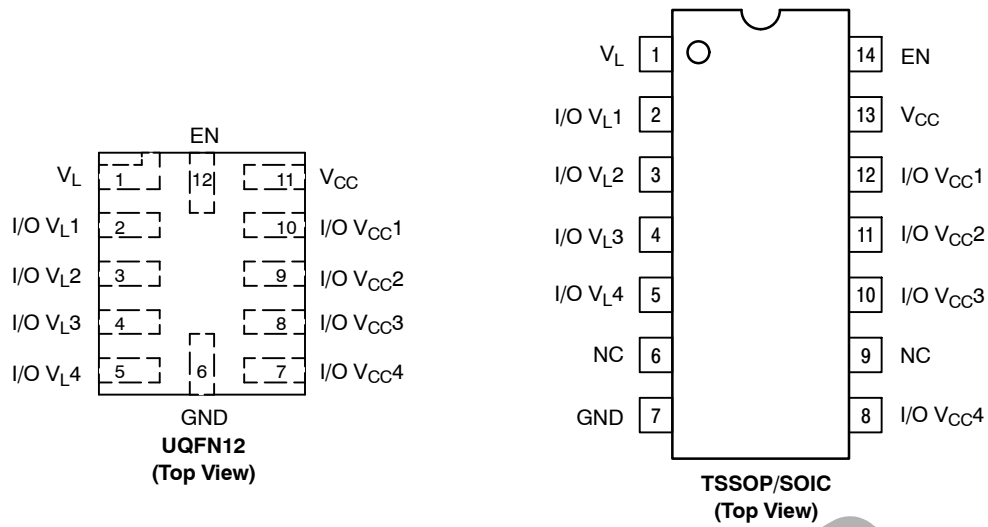 EN
V_L 1 12 11 V_CC
I/O V_L1 2 10 I/O V_CC1
I/O V_L2 3 9 I/O V_CC2
I/O V_L3 4 8 I/O V_CC3
I/O V_L4 5 6 7 I/O V_CC4
GND
UQFN12
(Top View)
V_L 1 14 EN
I/O V_L1 2 13 V_CC
I/O V_L2 3 12 I/O V_CC1
I/O V_L3 4 11 I/O V_CC2
I/O V_L4 5 10 I/O V_CC3
NC 6 9 NC
GND 7 8 I/O V_CC4
TSSOP/SOIC
(Top View)